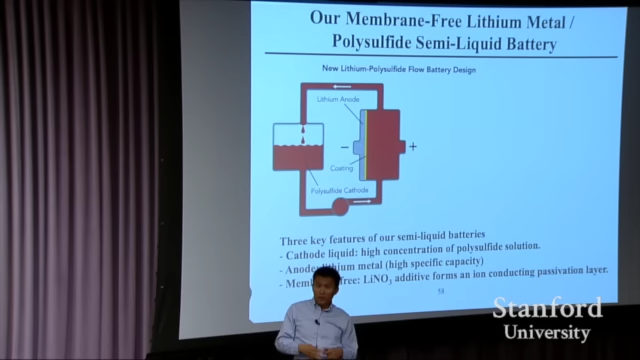 Our Membrane-Free Lithium Metal /
Polysulfide Semi-Liquid Battery
New Lithium-Polysulfide Flow Battery Design
Lithium Anode
−
+
Coating
Polysulfide Cathode
Three key features of our semi-liquid batteries
- Cathode liquid: high concentration of polysulfide solution.
- Anode: lithium metal (high specific capacity)
- free: LiNO3 additive forms an ion conducting passivation layer.
58
Stanford
University